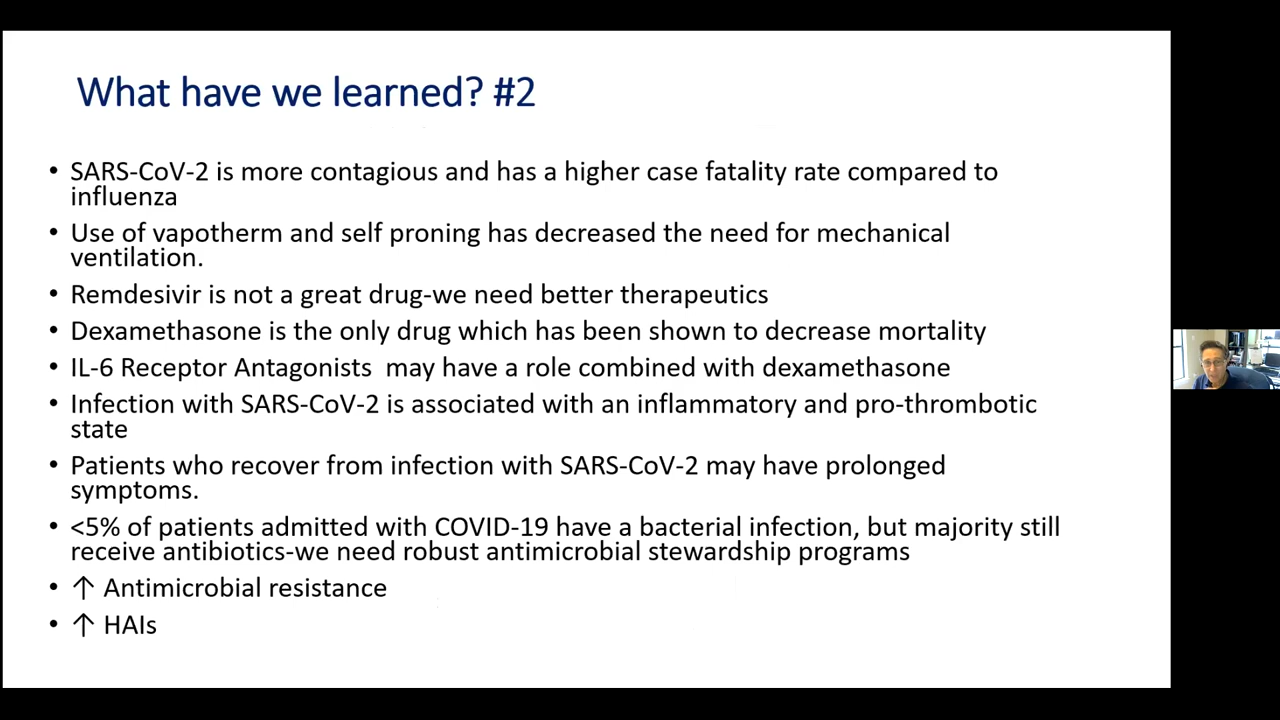 What have we learned? #2
• SARS-CoV-2 is more contagious and has a higher case fatality rate compared to
influenza
• Use of vapotherm and self proning has decreased the need for mechanical
ventilation.
• Remdesivir is not a great drug-we need better therapeutics
• Dexamethasone is the only drug which has been shown to decrease mortality
• IL-6 Receptor Antagonists  may have a role combined with dexamethasone
• Infection with SARS-CoV-2 is associated with an inflammatory and pro-thrombotic
state
• Patients who recover from infection with SARS-CoV-2 may have prolonged
symptoms.
• <5% of patients admitted with COVID-19 have a bacterial infection, but majority still
receive antibiotics-we need robust antimicrobial stewardship programs
• ↑ Antimicrobial resistance
• ↑ HAIs